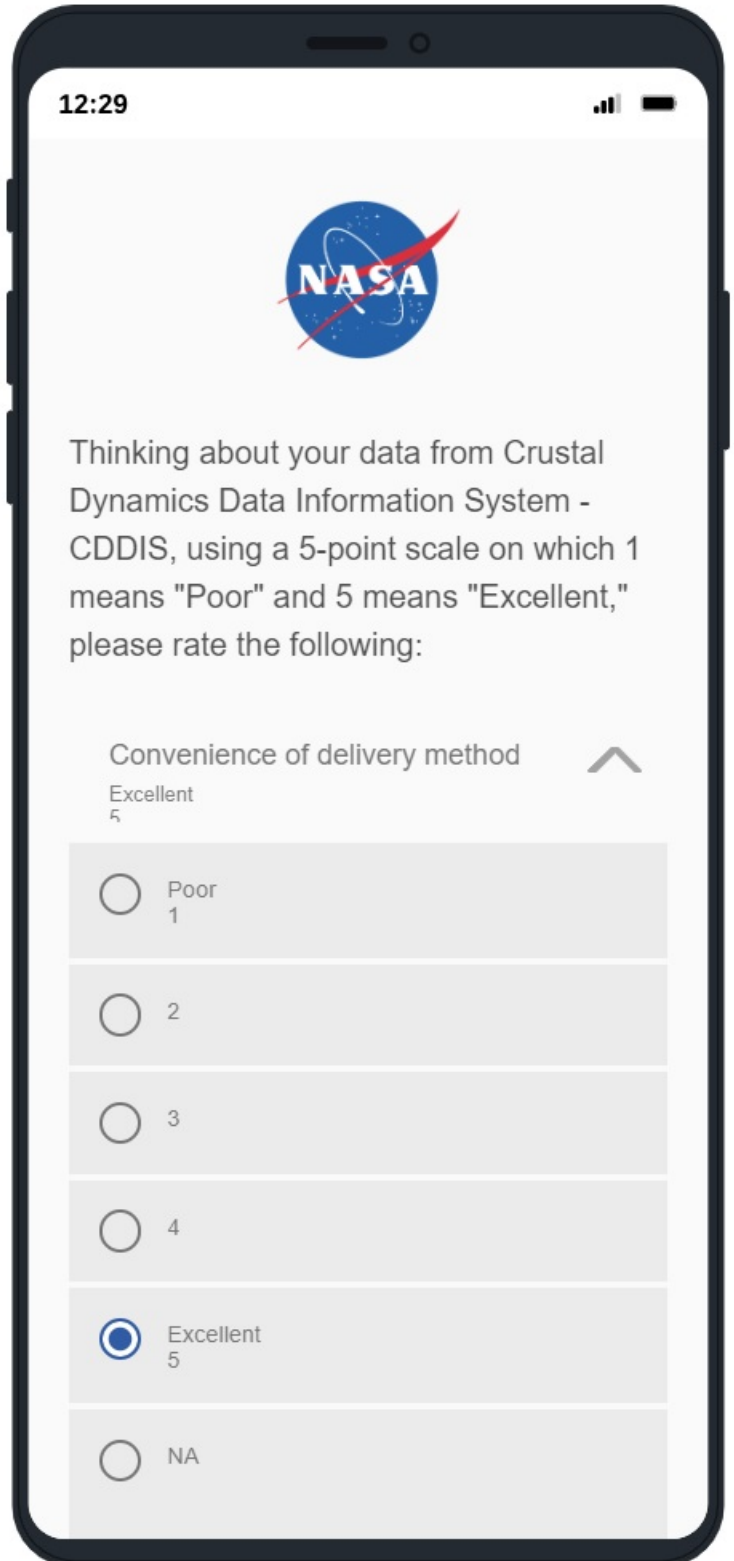 12:29
NASA
Thinking about your data from Crustal
Dynamics Data Information System -
CDDIS, using a 5-point scale on which 1
means "Poor" and 5 means "Excellent,"
please rate the following:
Convenience of delivery method
Excellent
5
Poor
1
2
3
4
Excellent
5
NA